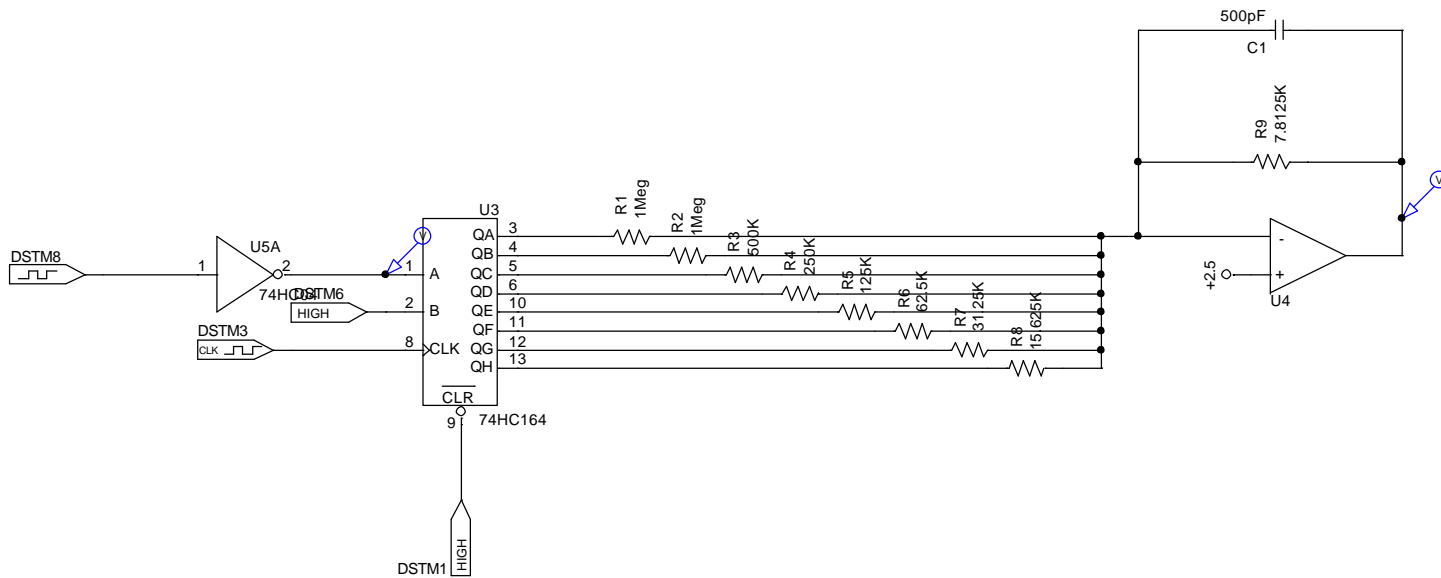 500pF
C1
R9
7.8125K
U3
R1
1Meg
R2
1Meg
R3
500K
R4
250K
R5
125K
R6
62.5K
R7
31.25K
R8
15.625K
V
V
DSTM8
1
U5A
2
74HC04
1
A
DSTM6
HIGH
2
B
DSTM3
CLK
8
CLK
QA
3
QB
4
QC
5
QD
6
QE
10
QF
11
QG
12
QH
13
CLR
9
74HC164
DSTM1
HIGH
-
+
+2.5
U4